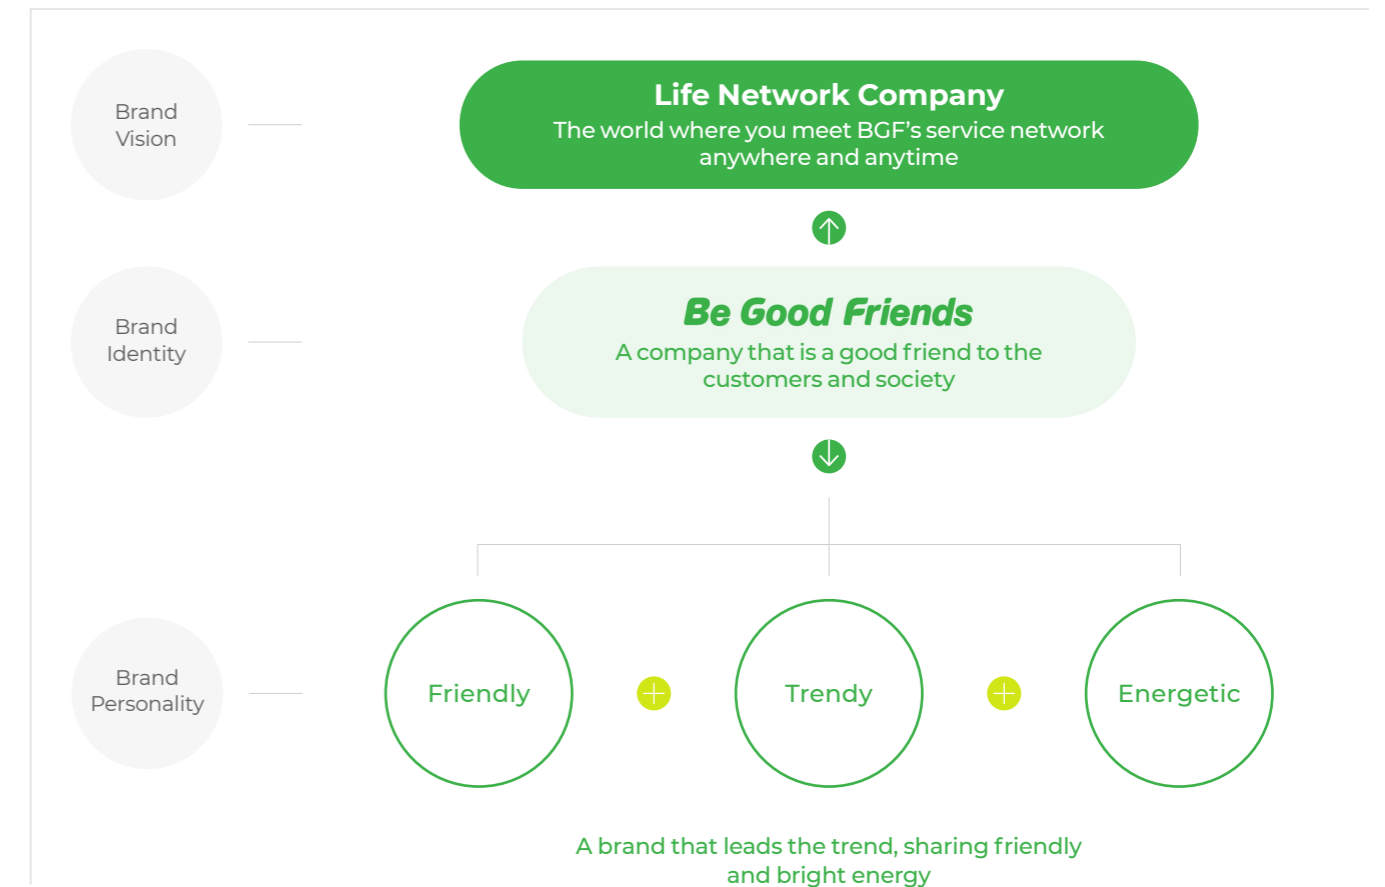 Brand
Vision
Life Network Company
The world where you meet BGF’s service network
anywhere and anytime
Brand
Identity
Be Good Friends
A company that is a good friend to the
customers and society
Brand
Personality
Friendly
Trendy
Energetic
A brand that leads the trend, sharing friendly
and bright energy